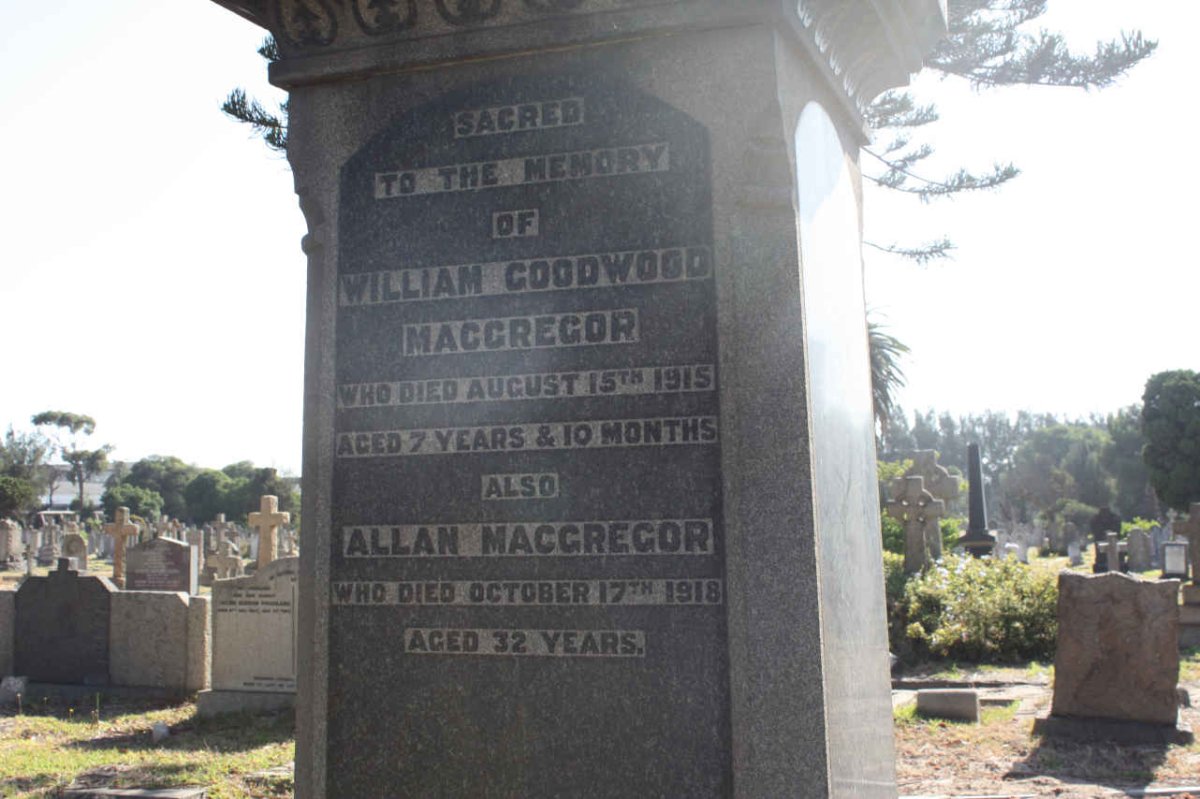 SACRED
TO THE MEMORY
OF
WILLIAM GOODWOOD
MACGREGOR
WHO DIED AUGUST 15TH 1915
AGED 7 YEARS & 10 MONTHS
ALSO
ALLAN MACGREGOR
WHO DIED OCTOBER 17TH 1918
AGED 32 YEARS.